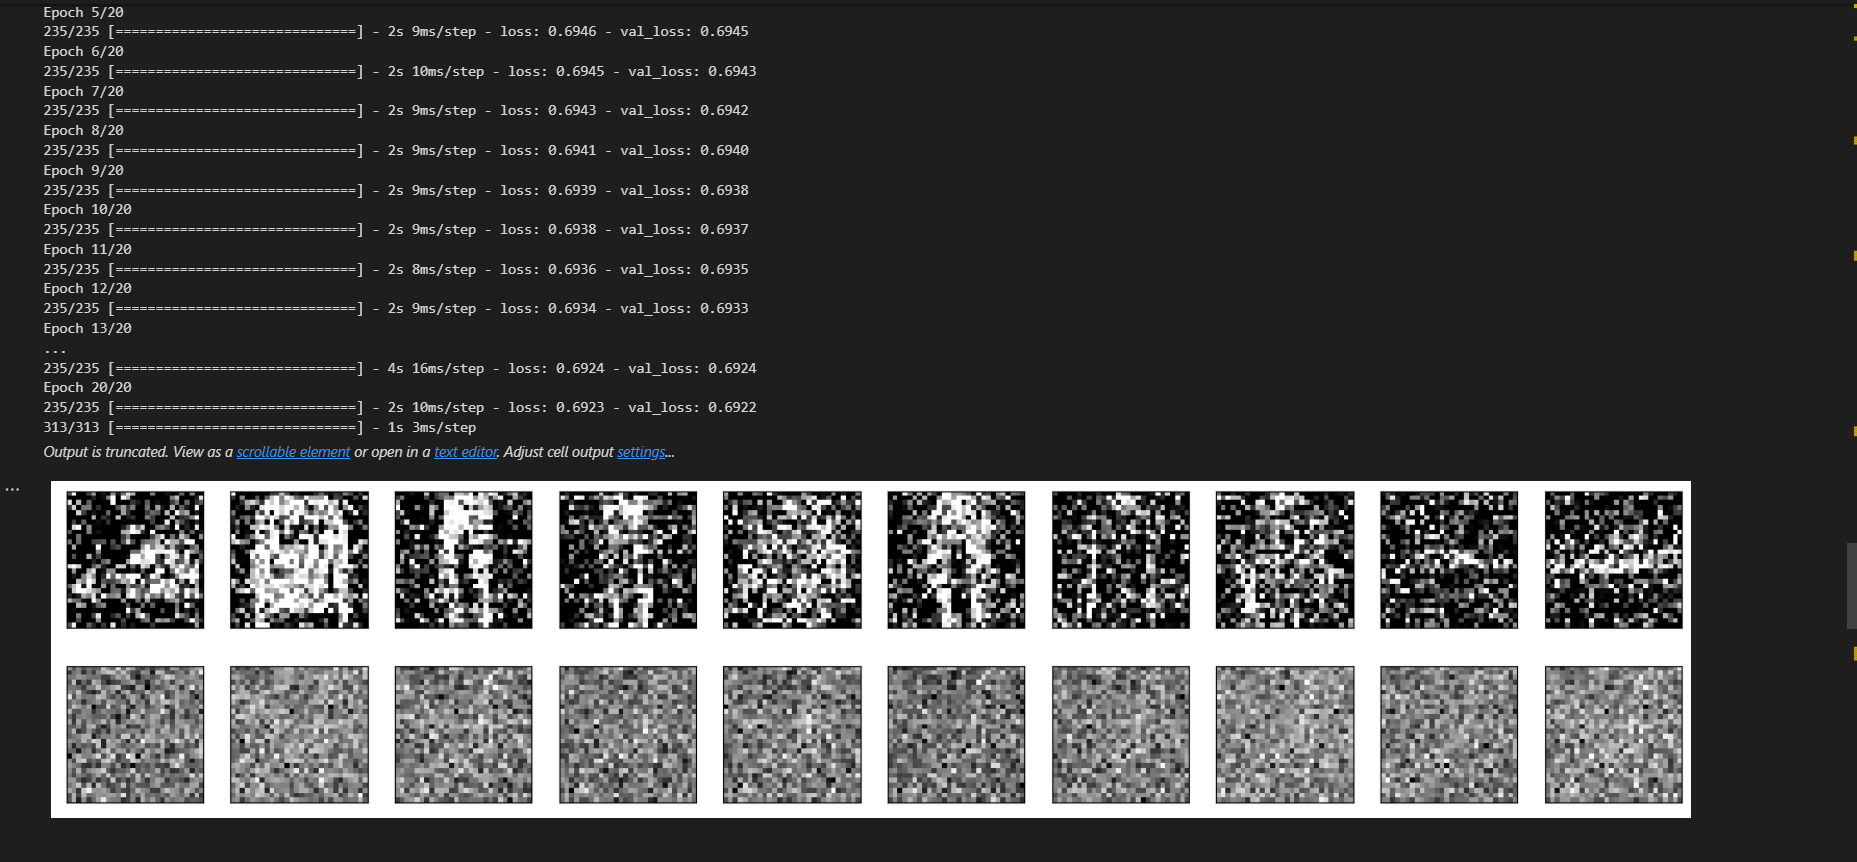 Epoch 5/20
235/235 [==============================] - 2s 9ms/step - loss: 0.6946 - val_loss: 0.6945
Epoch 6/20
235/235 [==============================] - 2s 10ms/step - loss: 0.6945 - val_loss: 0.6943
Epoch 7/20
235/235 [==============================] - 2s 9ms/step - loss: 0.6943 - val_loss: 0.6942
Epoch 8/20
235/235 [==============================] - 2s 9ms/step - loss: 0.6941 - val_loss: 0.6940
Epoch 9/20
235/235 [==============================] - 2s 9ms/step - loss: 0.6939 - val_loss: 0.6938
Epoch 10/20
235/235 [==============================] - 2s 9ms/step - loss: 0.6938 - val_loss: 0.6937
Epoch 11/20
235/235 [==============================] - 2s 8ms/step - loss: 0.6936 - val_loss: 0.6935
Epoch 12/20
235/235 [==============================] - 2s 9ms/step - loss: 0.6934 - val_loss: 0.6933
Epoch 13/20
...
235/235 [==============================] - 4s 16ms/step - loss: 0.6924 - val_loss: 0.6924
Epoch 20/20
235/235 [==============================] - 2s 10ms/step - loss: 0.6923 - val_loss: 0.6922
313/313 [==============================] - 1s 3ms/step
Output is truncated. View as a scrollable element or open in a text editor. Adjust cell output settings...
...